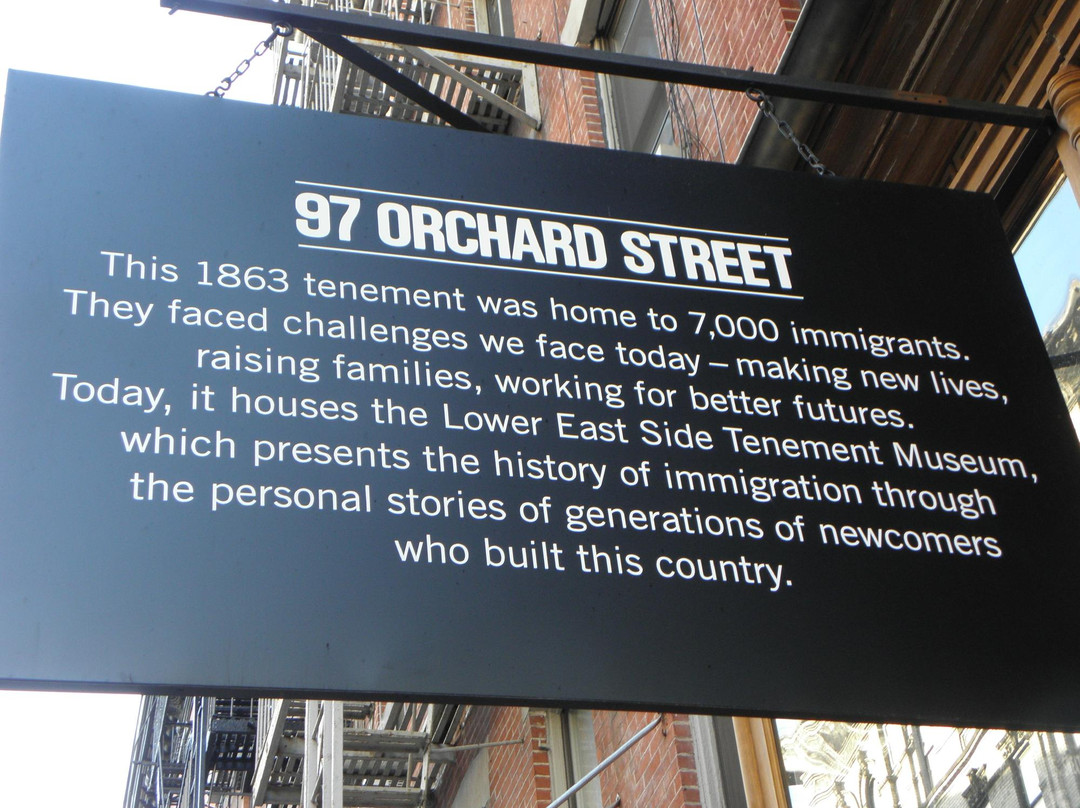 97 ORCHARD STREET
This 1863 tenement was home to 7,000 immigrants.
They faced challenges we face today – making new lives,
raising families, working for better futures.
Today, it houses the Lower East Side Tenement Museum,
which presents the history of immigration through
the personal stories of generations of newcomers
who built this country.